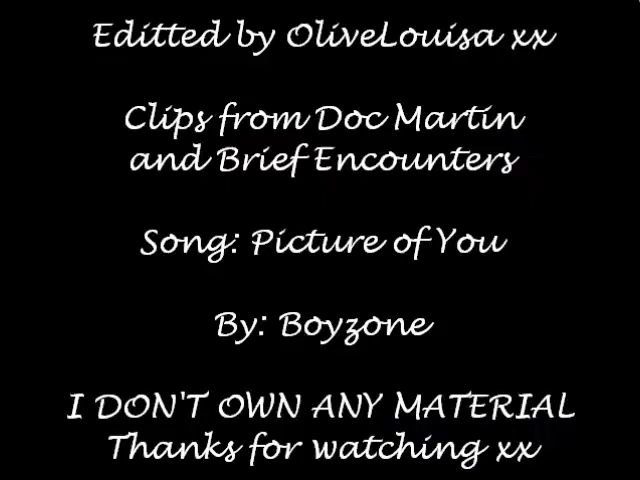 Editted by OliveLouisa xx
Clips from Doc Martin
and Brief Encounters
Song: Picture of You
By: Boyzone
I DON'T OWN ANY MATERIAL
Thanks for watching xx